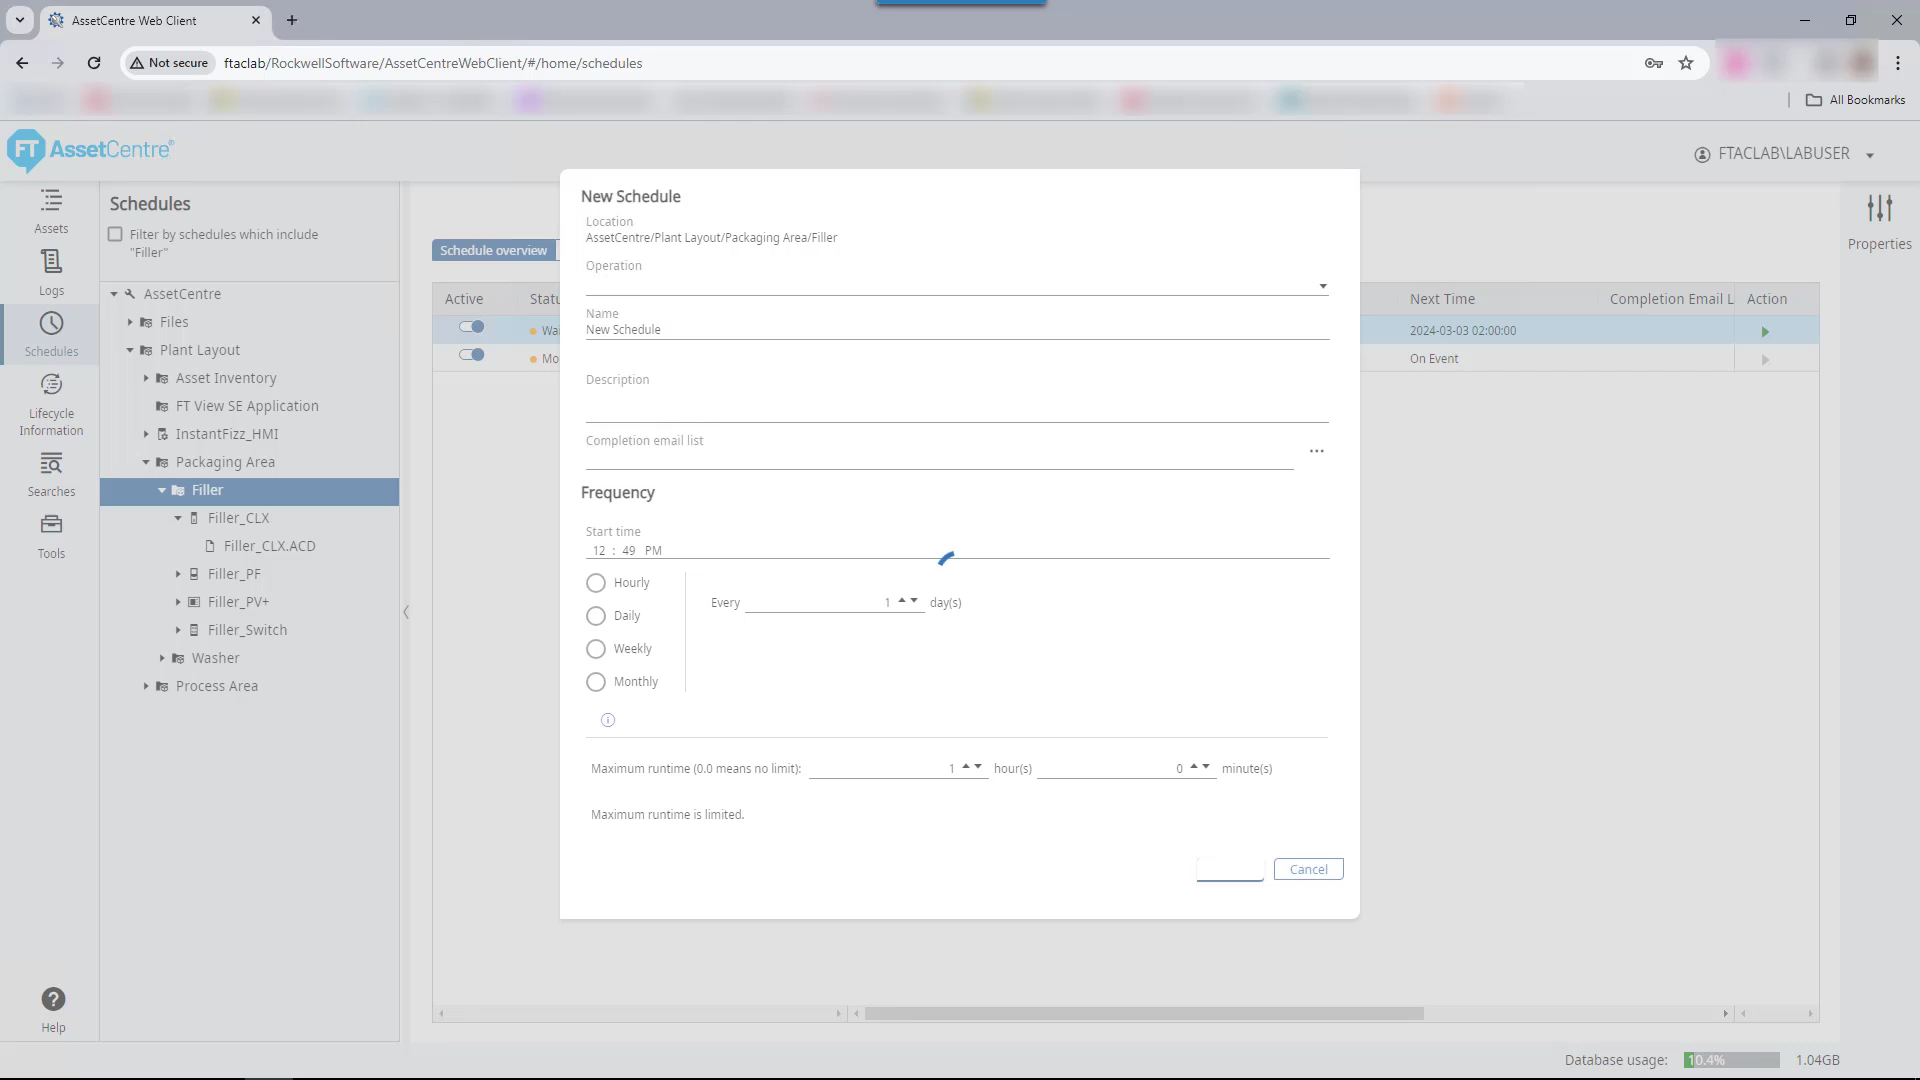 AssetCentre Web Client
Not secure
ftaclab/RockwellSoftware/AssetCentreWebClient/#/home/schedules
All Bookmarks
FT AssetCentre®
FTACLAB\LABUSER
Assets
Logs
Schedules
Lifecycle
Information
Searches
Tools
Help
Schedules
Filter by schedules which include
"Filler"
AssetCentre
Files
Plant Layout
Asset Inventory
FT View SE Application
InstantFizz_HMI
Packaging Area
Filler
Filler_CLX
Filler_CLX.ACD
Filler_PF
Filler_PV+
Filler_Switch
Washer
Process Area
Schedule overview
Active Statu
Wai
Mo
New Schedule
Location
AssetCentre/Plant Layout/Packaging Area/Filler
Operation
Name
New Schedule
Description
Completion email list
...
Frequency
Start time
12 : 49 PM
Hourly
Daily
Weekly
Monthly
Every 1 day(s)
Maximum runtime (0.0 means no limit): 1 hour(s) 0 minute(s)
Maximum runtime is limited.
Cancel
Next Time Completion Email L Action
2024-03-03 02:00:00
On Event
Properties
Database usage: 10.4% 1.04GB